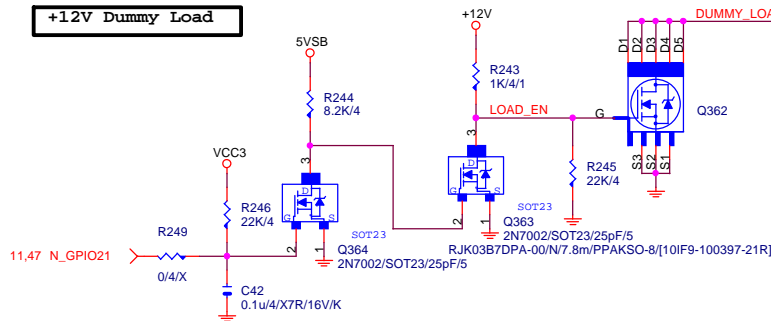 +12V Dummy Load
+12V
5VSB
DUMMY_LOA
D1
D2
D3
D4
D5
R244
8.2K/4
R243
1K/4/1
LOAD_EN
G
Q362
3
3
VCC3
D
G
S
D
G
S
S3
S2
S1
R245
22K/4
R246
22K/4
SOT23
SOT23
2
1
2
1
Q363
2N7002/SOT23/25pF/5
Q364
2N7002/SOT23/25pF/5
RJK03B7DPA-00/N/7.8m/PPAKSO-8/[10IF9-100397-21R]
R249
11,47 N_GPIO21
0/4/X
C42
0.1u/4/X7R/16V/K